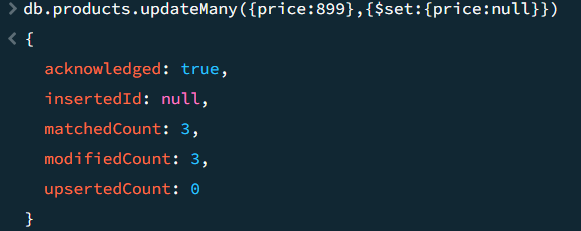 > db.products.updateMany({price:899},{$set:{price:null}})
< {
acknowledged: true,
insertedId: null,
matchedCount: 3,
modifiedCount: 3,
upsertedCount: 0
}